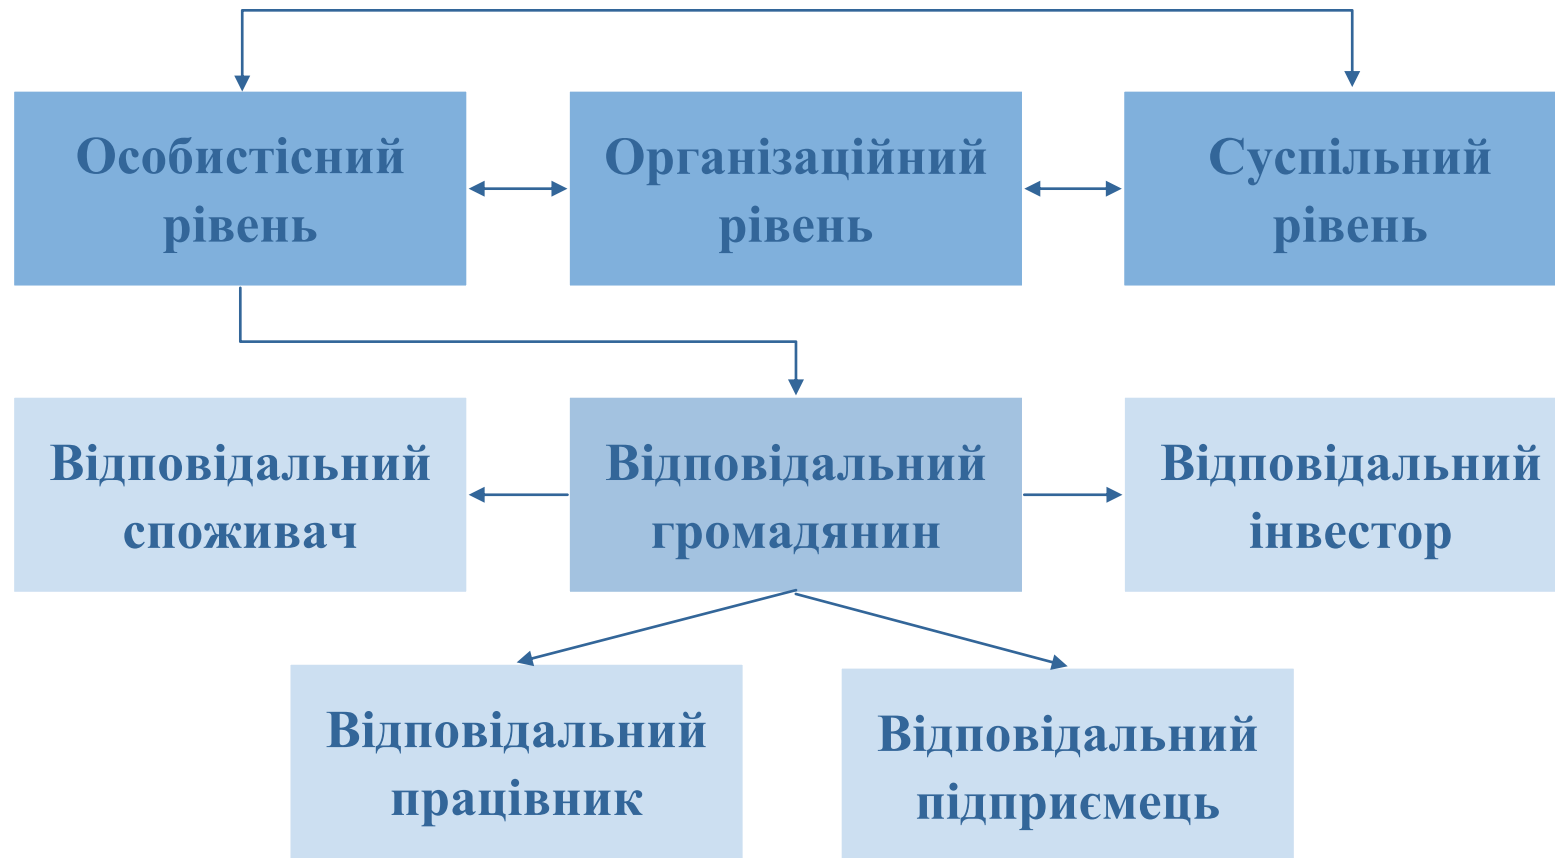 Особистісний
рівень
Організаційний
рівень
Суспільний
рівень
Відповідальний
споживач
Відповідальний
громадянин
Відповідальний
інвестор
Відповідальний
працівник
Відповідальний
підприємець